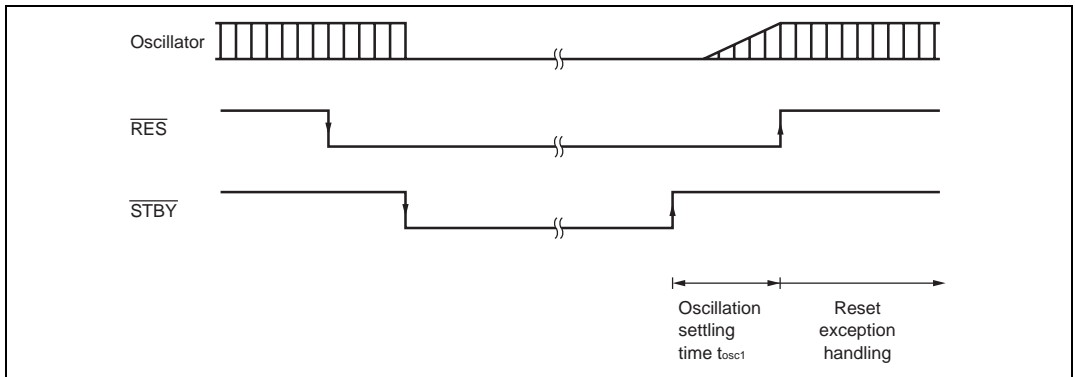 Oscillator
RES
STBY
Oscillation
settling
time tosc1
Reset
exception
handling